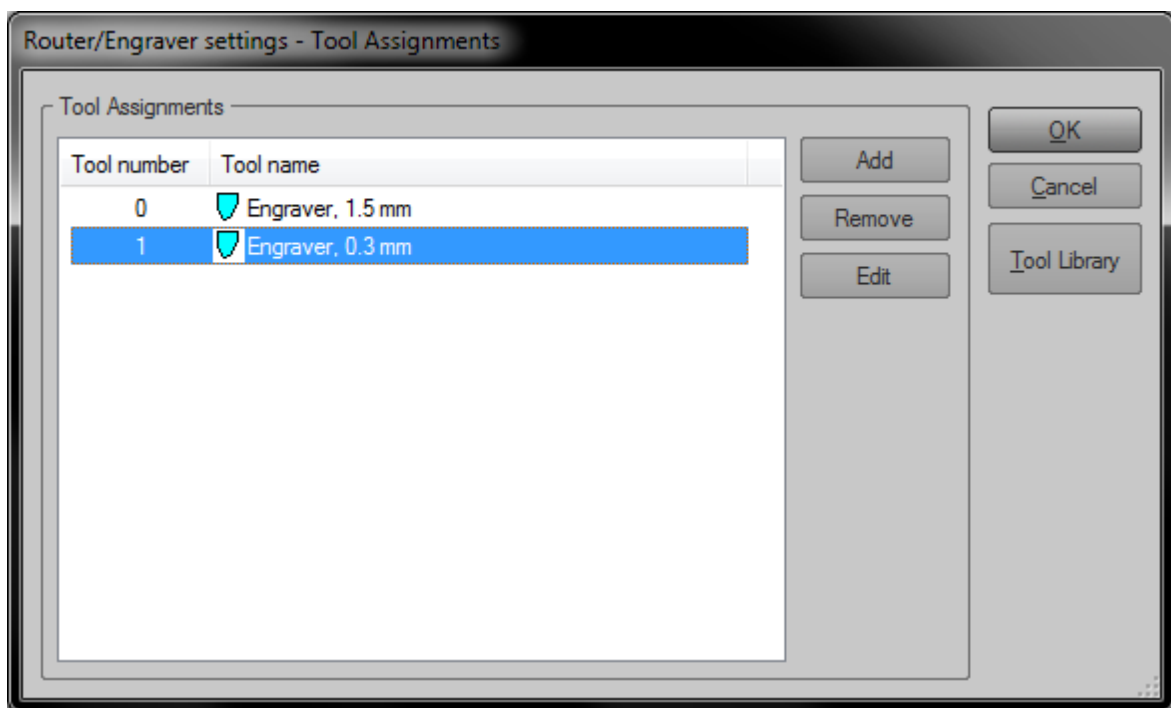 Router/Engraver settings - Tool Assignments
Tool Assignments
Tool number Tool name
0 Engraver, 1.5 mm
1 Engraver, 0.3 mm
Add
Remove
Edit
OK
Cancel
Tool Library